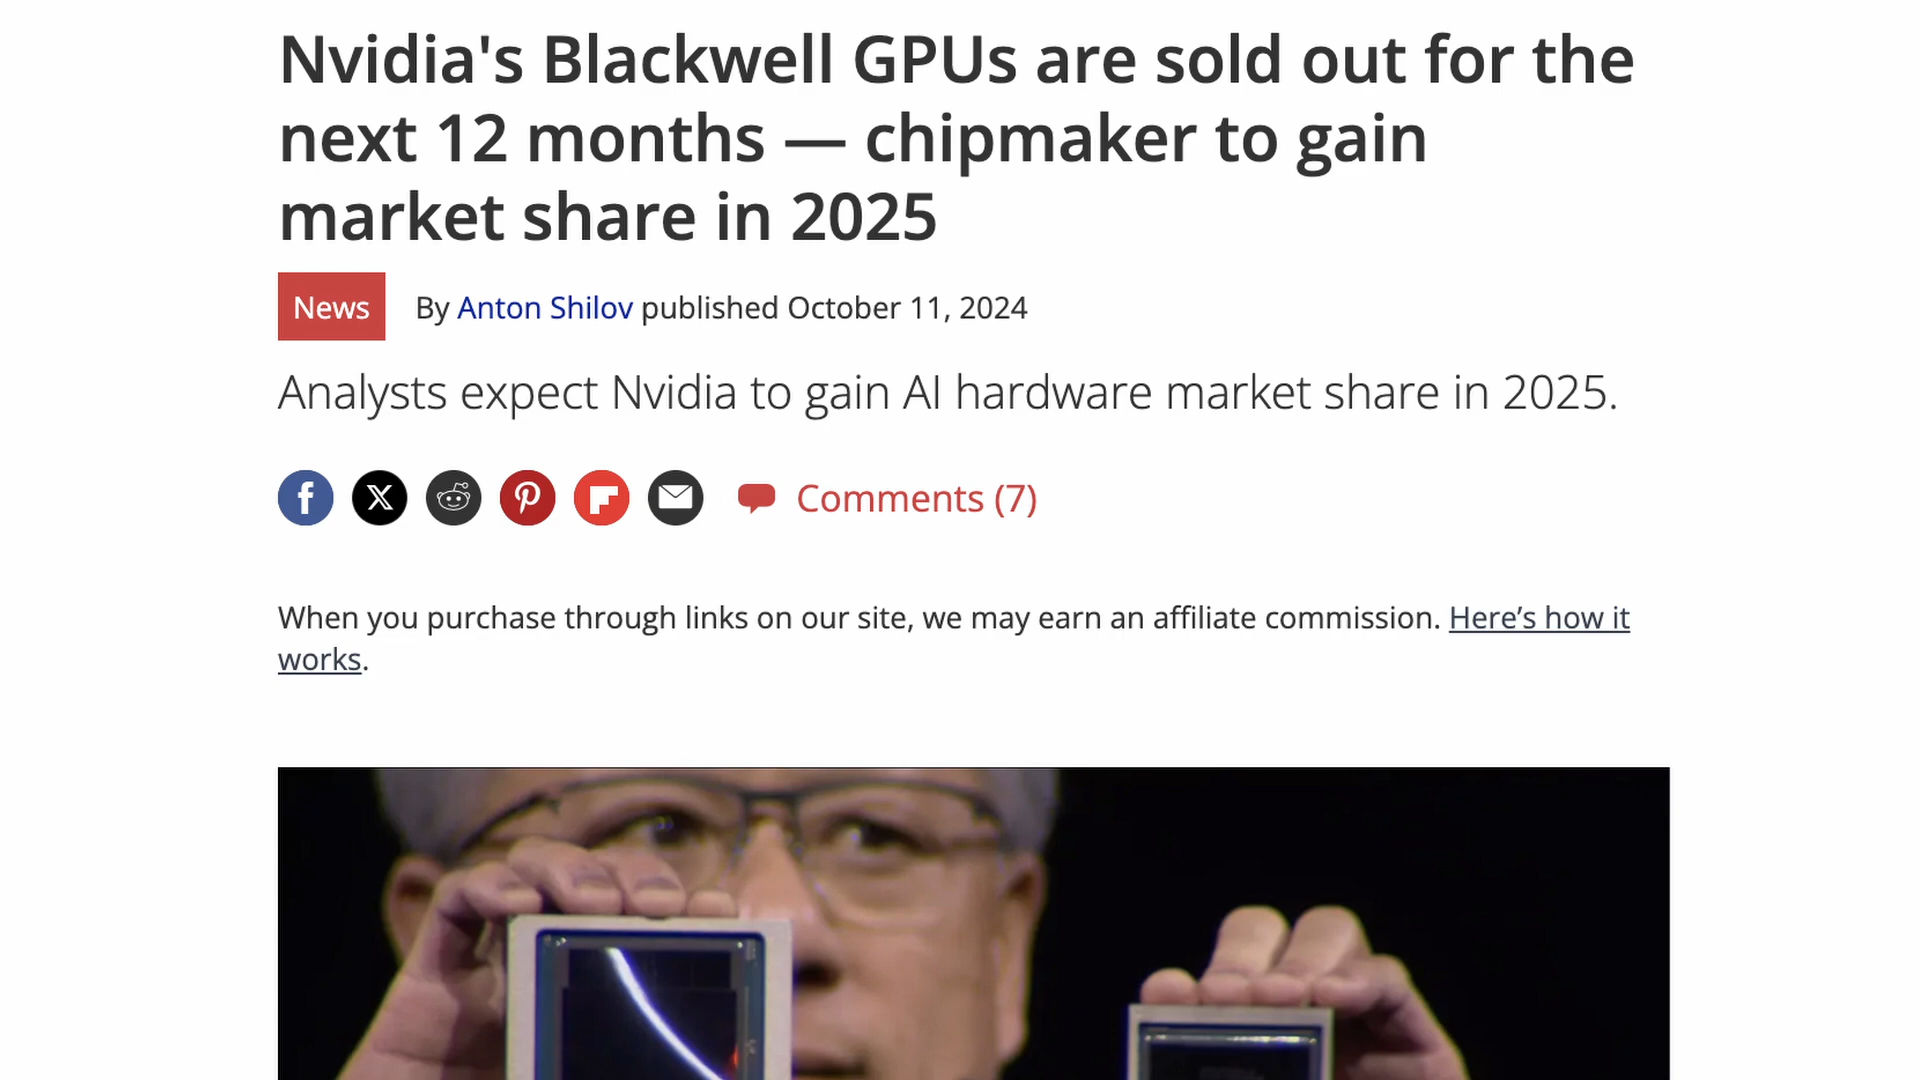 Nvidia's Blackwell GPUs are sold out for the
next 12 months — chipmaker to gain
market share in 2025
News
By Anton Shilov published October 11, 2024
Analysts expect Nvidia to gain AI hardware market share in 2025.
Comments (7)
When you purchase through links on our site, we may earn an affiliate commission. Here’s how it
works.